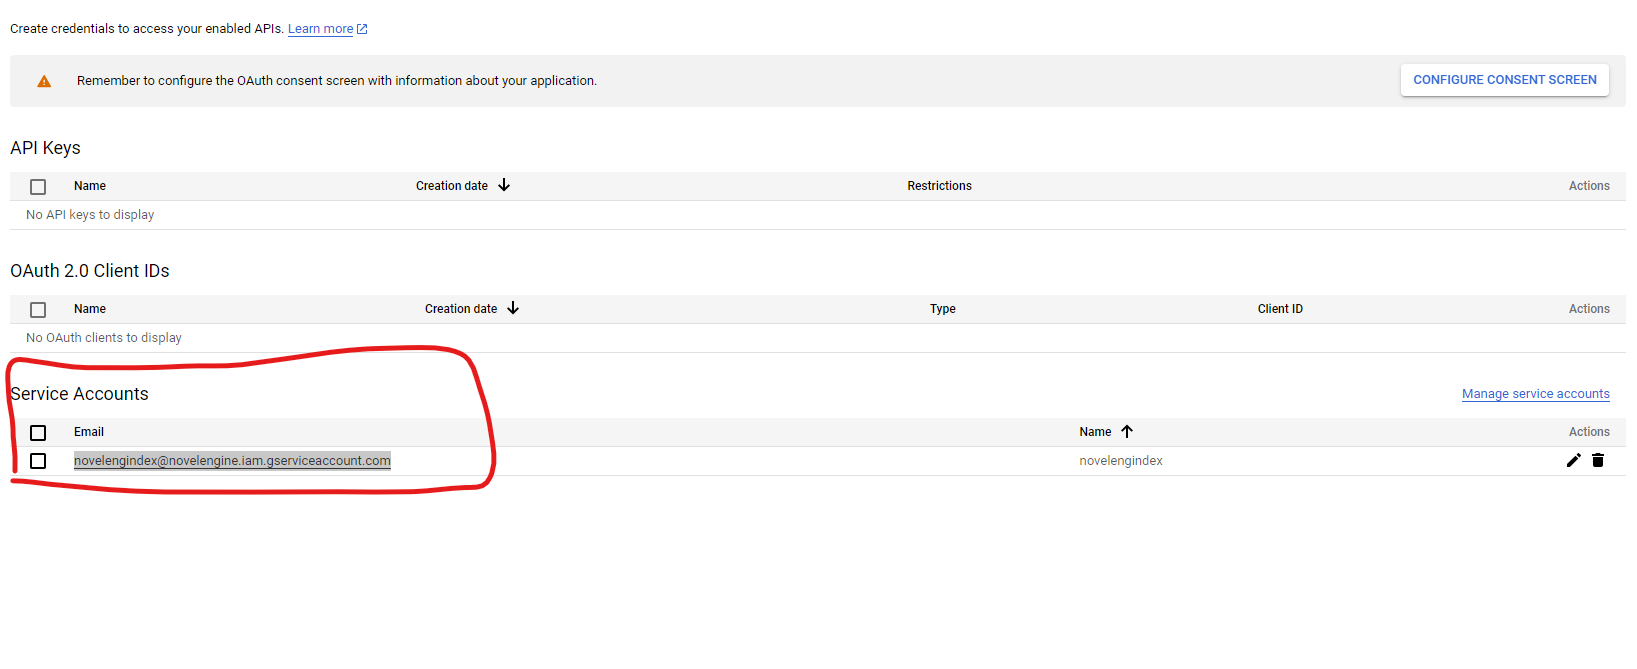 Create credentials to access your enabled APIs. Learn more
Remember to configure the OAuth consent screen with information about your application.
CONFIGURE CONSENT SCREEN
API Keys
Name Creation date Restrictions Actions
No API keys to display
OAuth 2.0 Client IDs
Name Creation date Type Client ID Actions
No OAuth clients to display
Service Accounts
Manage service accounts
Email Name Actions
novelengindex@novelengine.iam.gserviceaccount.com novelengindex